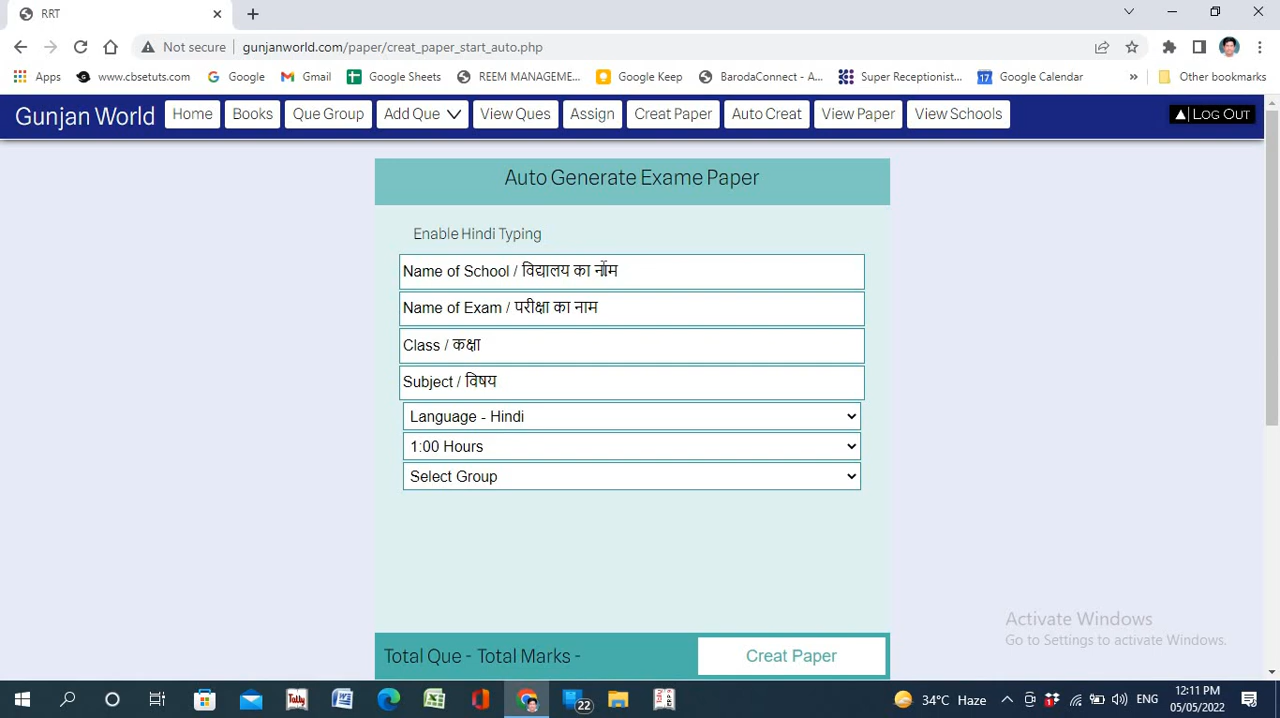 RRT
Not secure gunjanworld.com/paper/creat_paper_start_auto.php
Apps www.cbsetuts.com Google Gmail Google Sheets REEM MANAGEME... Google Keep BarodaConnect - A... Super Receptionist... Google Calendar » Other bookmarks
Gunjan World Home Books Que Group Add Que View Ques Assign Creat Paper Auto Creat View Paper View Schools ▲| LOG OUT
Auto Generate Exame Paper
Enable Hindi Typing
Name of School / विद्यालय का नाम
Name of Exam / परीक्षा का नाम
Class / कक्षा
Subject / विषय
Language - Hindi
1:00 Hours
Select Group
Activate Windows
Go to Settings to activate Windows.
Total Que - Total Marks - Creat Paper
Tally 22 34°C Haze ENG 12:11 PM
05/05/2022